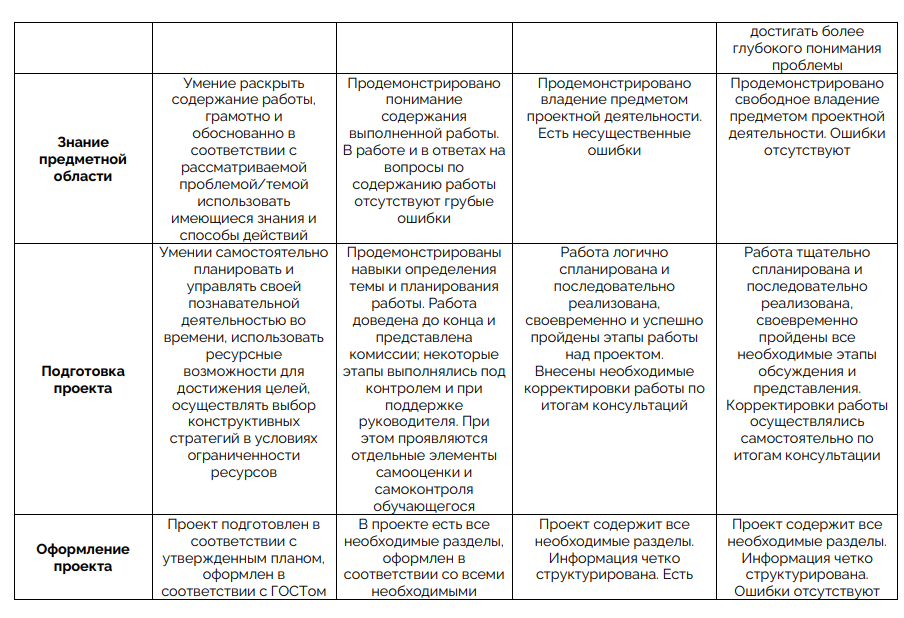 достигать более
глубокого понимания
проблемы
Знание
предметной
области
Умение раскрыть
содержание работы,
грамотно и
обоснованно в
соответствии с
рассматриваемой
проблемой/темой
использовать
имеющиеся знания и
способы действий
Продемонстрировано
понимание
содержания
выполненной работы.
В работе и в ответах на
вопросы по
содержанию работы
отсутствуют грубые
ошибки
Продемонстрировано
владение предметом
проектной деятельности.
Есть несущественные
ошибки
Продемонстрировано
свободное владение
предметом проектной
деятельности. Ошибки
отсутствуют
Подготовка
проекта
Умении самостоятельно
планировать и
управлять своей
познавательной
деятельностью во
времени, использовать
ресурсные
возможности для
достижения целей,
осуществлять выбор
конструктивных
стратегий в условиях
ограниченности
ресурсов
Продемонстрированы
навыки определения
темы и планирования
работы. Работа
доведена до конца и
представлена
комиссии; некоторые
этапы выполнялись под
контролем и при
поддержке
руководителя. При
этом проявляются
отдельные элементы
самооценки и
самоконтроля
обучающегося
Работа логично
спланирована и
последовательно
реализована,
своевременно и успешно
пройдены этапы работы
над проектом.
Внесены необходимые
корректировки работы по
итогам консультаций
Работа тщательно
спланирована и
последовательно
реализована,
своевременно
пройдены все
необходимые этапы
обсуждения и
представления.
Корректировки работы
осуществлялись
самостоятельно по
итогам консультации
Оформление
проекта
Проект подготовлен в
соответствии с
утвержденным планом,
оформлен в
соответствии с ГОСТом
В проекте есть все
необходимые разделы,
оформлен в
соответствии со всеми
необходимыми
Проект содержит все
необходимые разделы.
Информация четко
структурирована. Есть
Проект содержит все
необходимые разделы.
Информация четко
структурирована.
Ошибки отсутствуют